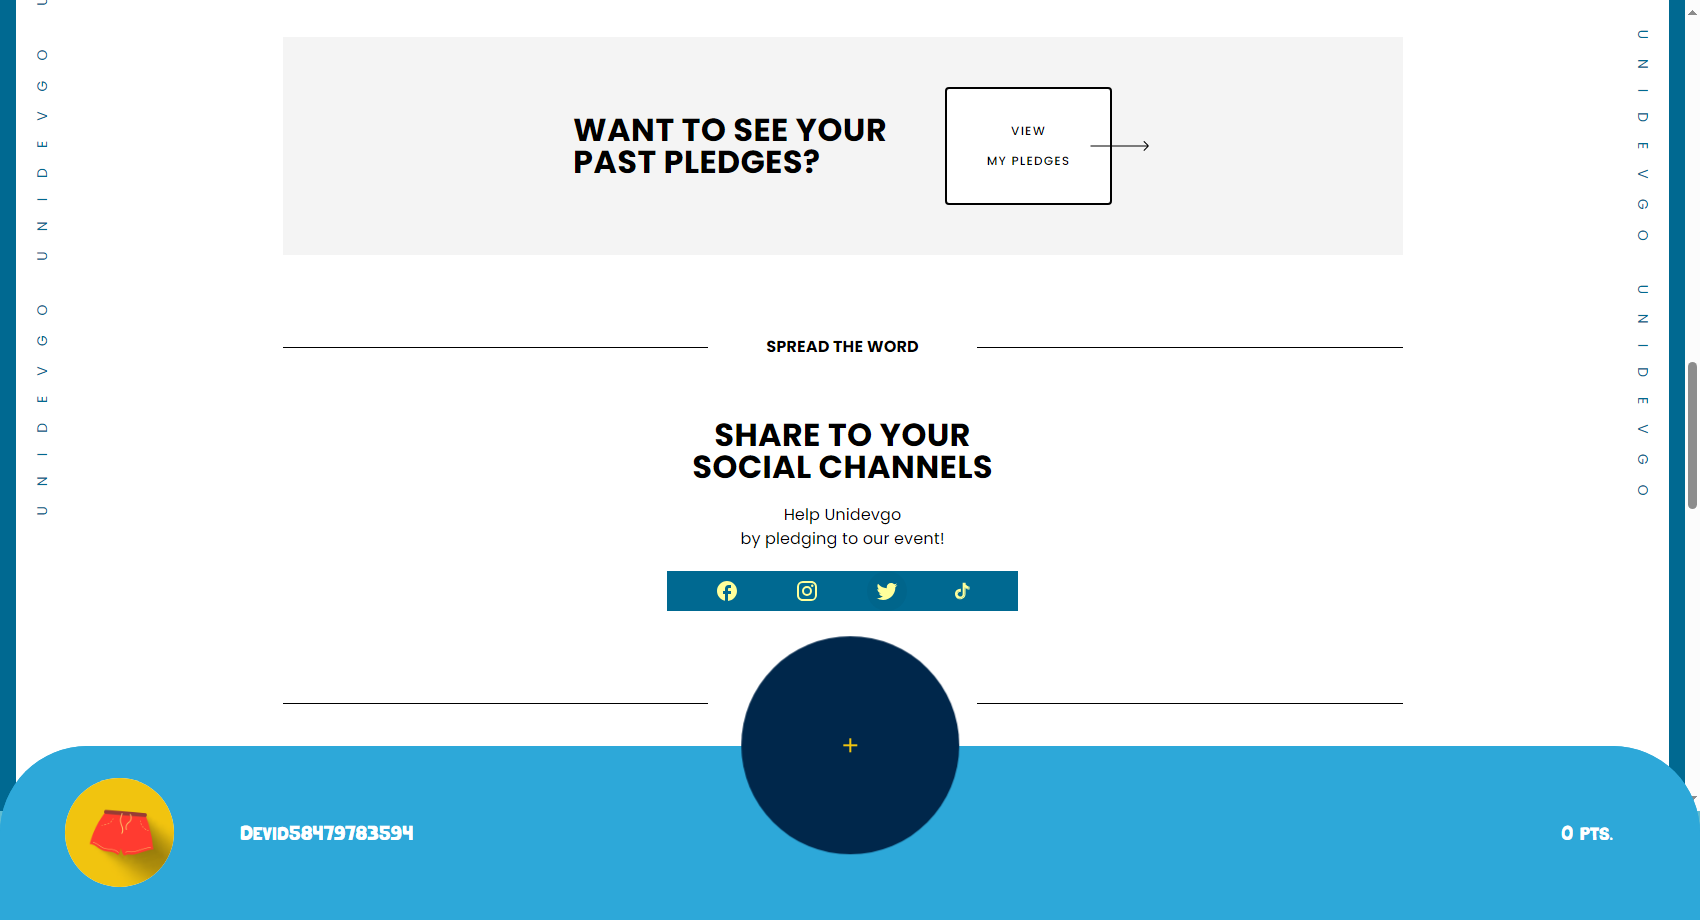 UNIDEVGO UNIDEVGO
UNIDEVGO UNIDEVGO
WANT TO SEE YOUR
PAST PLEDGES?
VIEW
MY PLEDGES
SPREAD THE WORD
SHARE TO YOUR
SOCIAL CHANNELS
Help Unidevgo
by pledging to our event!
+
Devid58479783594
0 PTS.